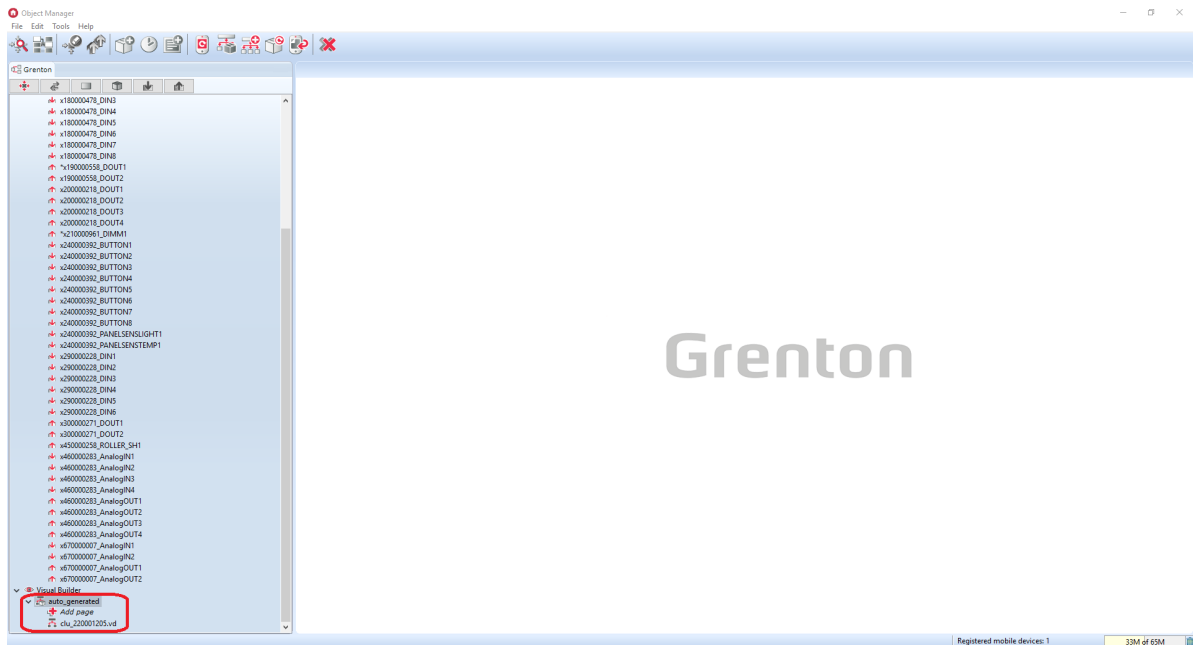 Object Manager
File Edit Tools Help
Grenton
x180000478_DIN3
x180000478_DIN4
x180000478_DIN5
x180000478_DIN6
x180000478_DIN7
x180000478_DIN8
*x190000558_DOUT1
x190000558_DOUT2
x200000218_DOUT1
x200000218_DOUT2
x200000218_DOUT3
x200000218_DOUT4
*x210000961_DIMM1
x240000392_BUTTON1
x240000392_BUTTON2
x240000392_BUTTON3
x240000392_BUTTON4
x240000392_BUTTON5
x240000392_BUTTON6
x240000392_BUTTON7
x240000392_BUTTON8
x240000392_PANELSENSLIGHT1
x240000392_PANELSENSTEMP1
x290000228_DIN1
x290000228_DIN2
x290000228_DIN3
x290000228_DIN4
x290000228_DIN5
x290000228_DIN6
x300000271_DOUT1
x300000271_DOUT2
x450000258_ROLLER_SH1
x460000283_AnalogIN1
x460000283_AnalogIN2
x460000283_AnalogIN3
x460000283_AnalogIN4
x460000283_AnalogOUT1
x460000283_AnalogOUT2
x460000283_AnalogOUT3
x460000283_AnalogOUT4
x670000007_AnalogIN1
x670000007_AnalogIN2
x670000007_AnalogOUT1
x670000007_AnalogOUT2
Visual Builder
auto_generated
Add page
clu_220001205.vd
Grenton
Registered mobile devices: 1
33M of 65M